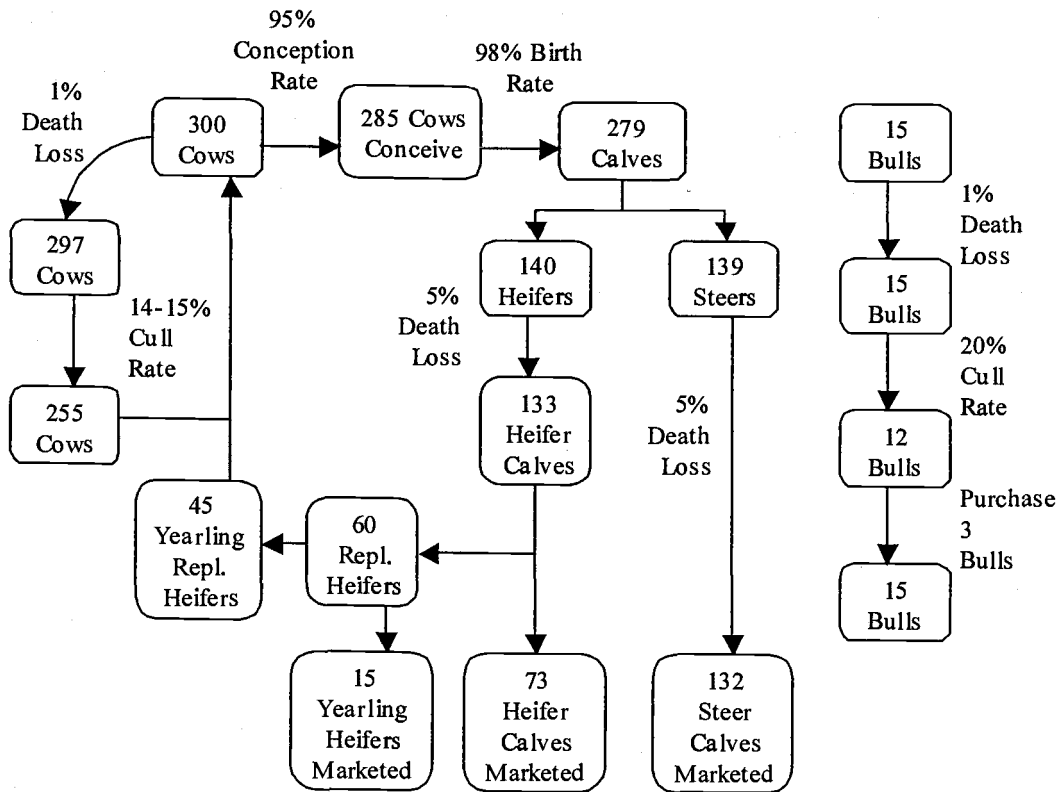 95%
Conception
Rate
98% Birth
Rate
1%
Death
Loss
300
Cows
285 Cows
Conceive
279
Calves
15
Bulls
1%
Death
Loss
297
Cows
140
Heifers
139
Steers
15
Bulls
14-15%
Cull
Rate
5%
Death
Loss
20%
Cull
Rate
255
Cows
133
Heifer
Calves
5%
Death
Loss
12
Bulls
45
Yearling
Repl.
Heifers
60
Repl.
Heifers
Purchase
3
Bulls
15
Bulls
15
Yearling
Heifers
Marketed
73
Heifer
Calves
Marketed
132
Steer
Calves
Marketed